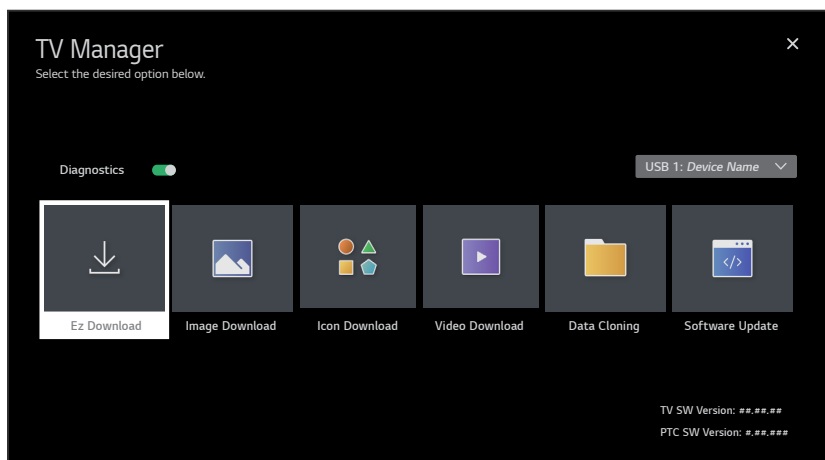 TV Manager
Select the desired option below.
Diagnostics
USB 1: Device Name
Ez Download
Image Download
Icon Download
Video Download
Data Cloning
Software Update
TV SW Version: ##.##.##
PTC SW Version: #.##.###